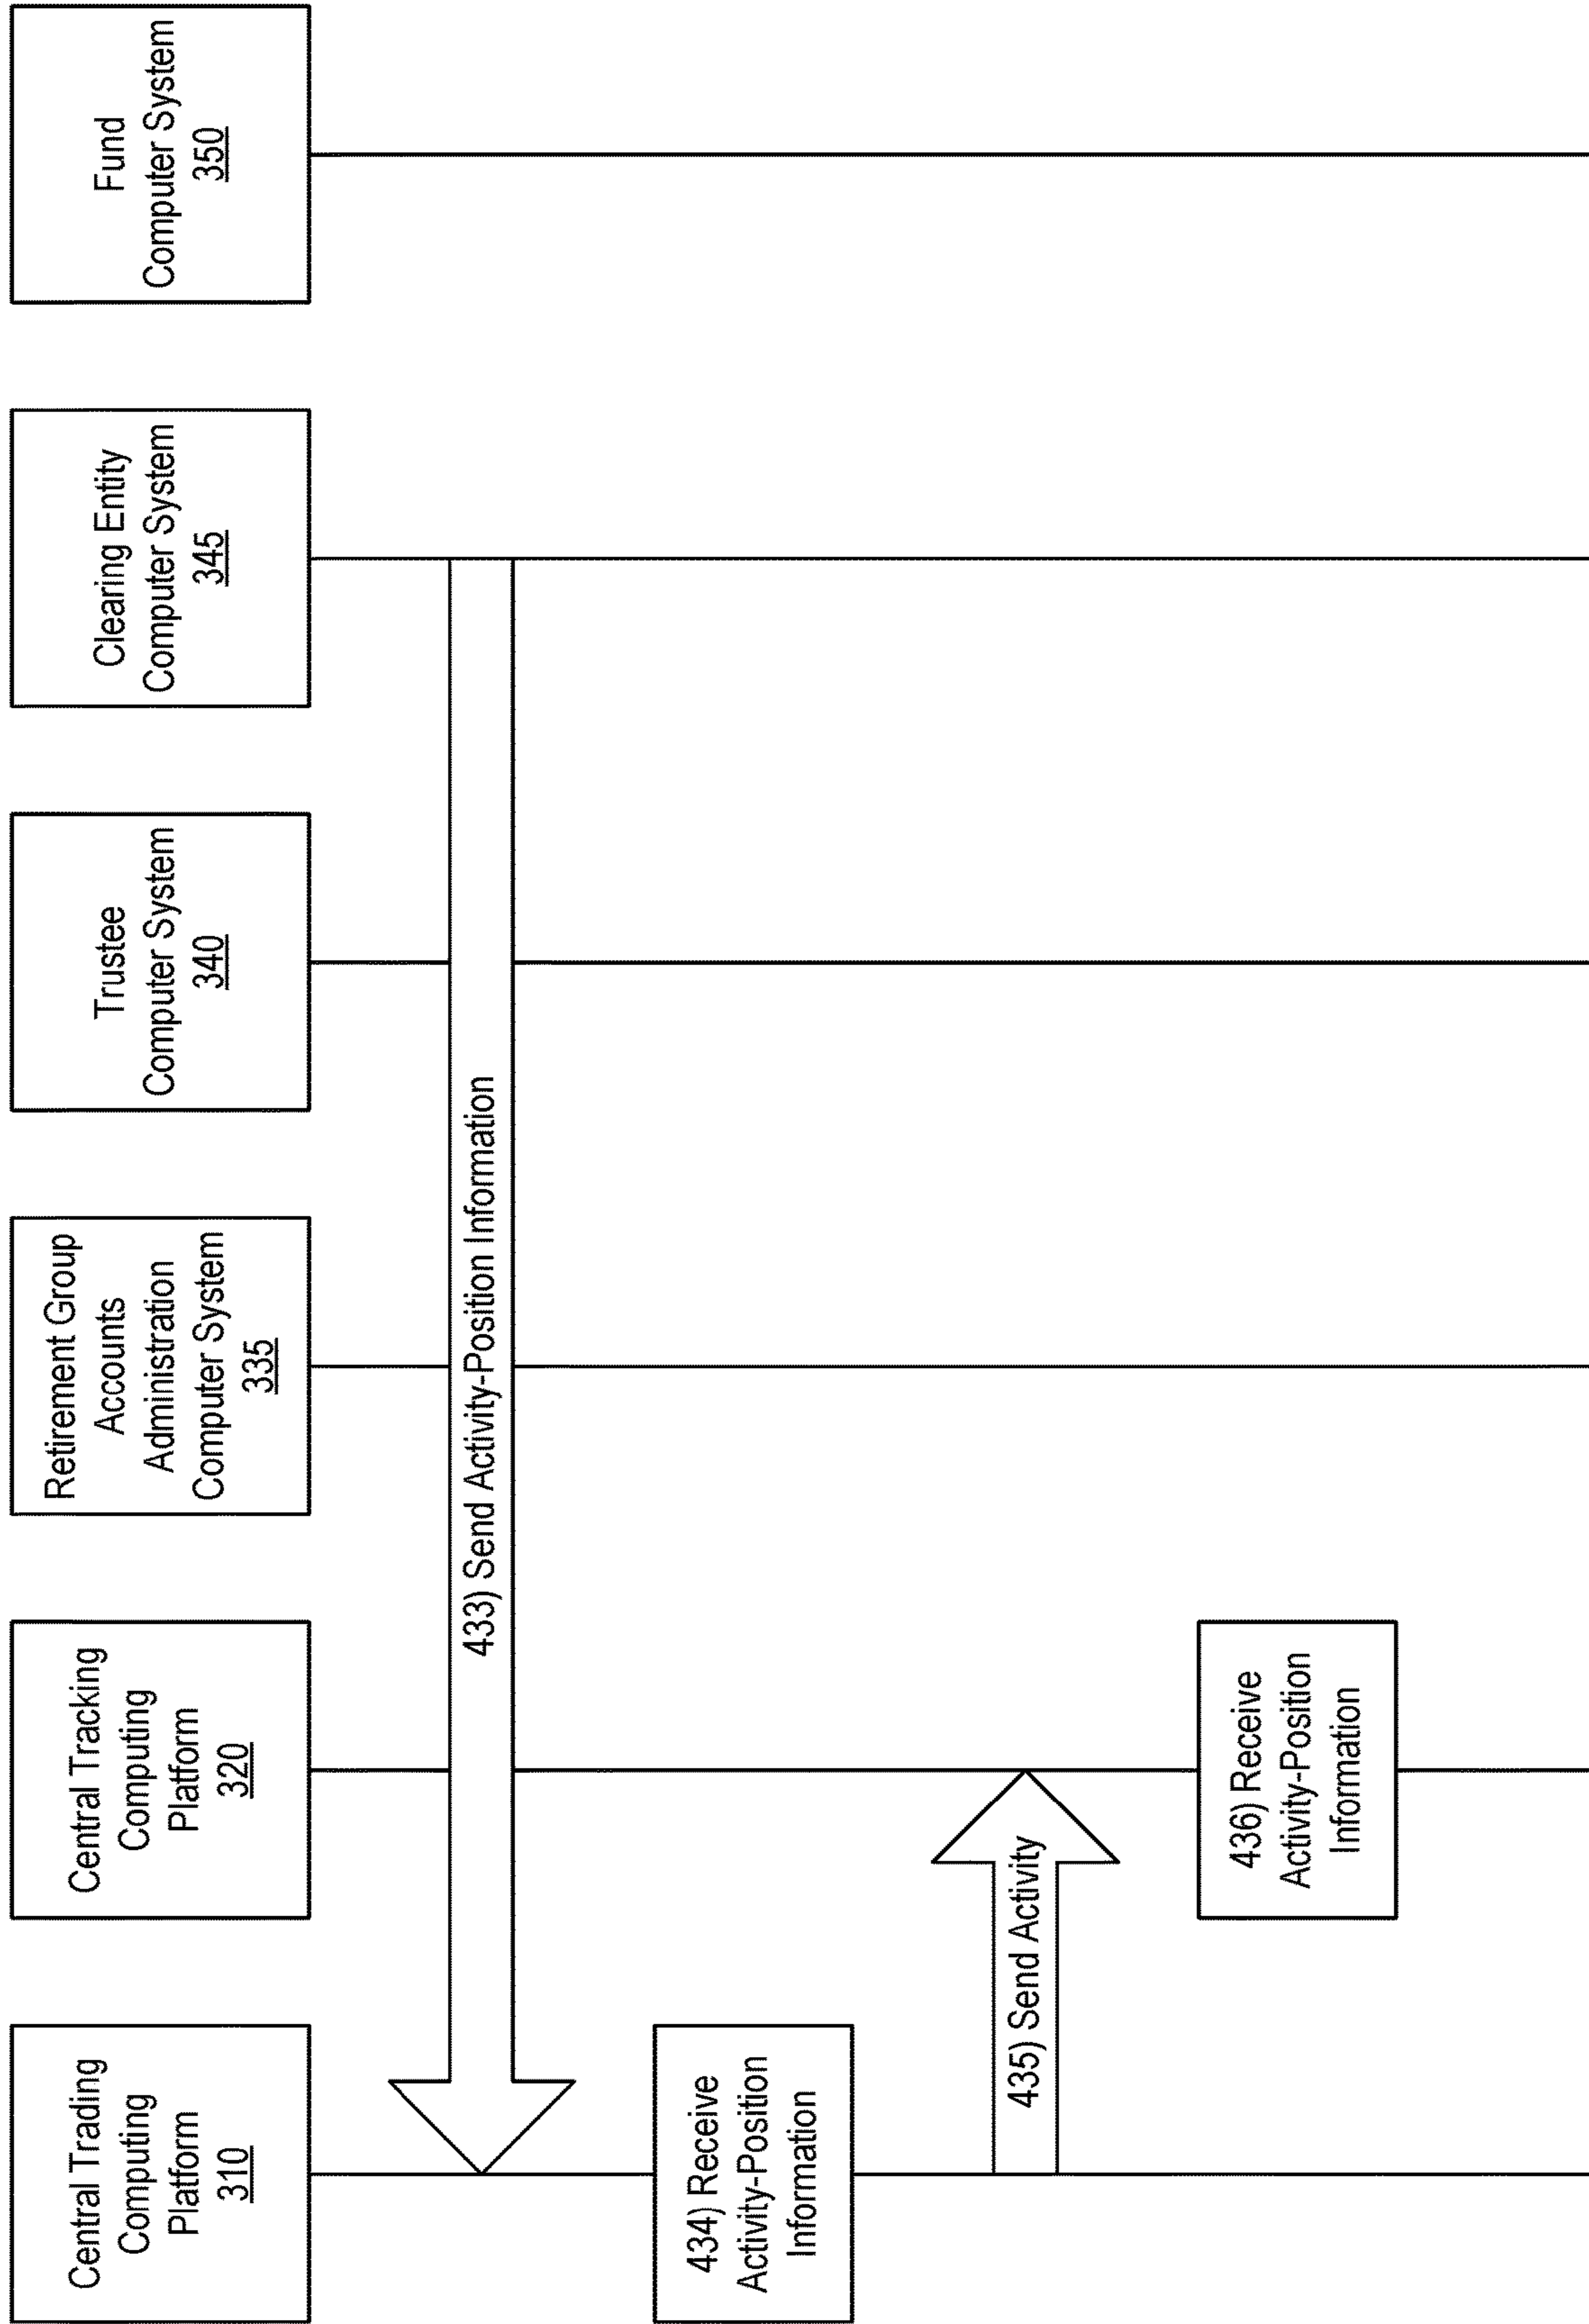 Central Trading
Computing
Platform
310
Central Tracking
Computing
Platform
320
Retirement Group
Accounts
Administration
Computer System
335
Trustee
Computer System
340
Clearing Entity
Computer System
345
Fund
Computer System
350
433) Send Activity-Position Information
434) Receive
Activity-Position
Information
435) Send Activity
436) Receive
Activity-Position
Information